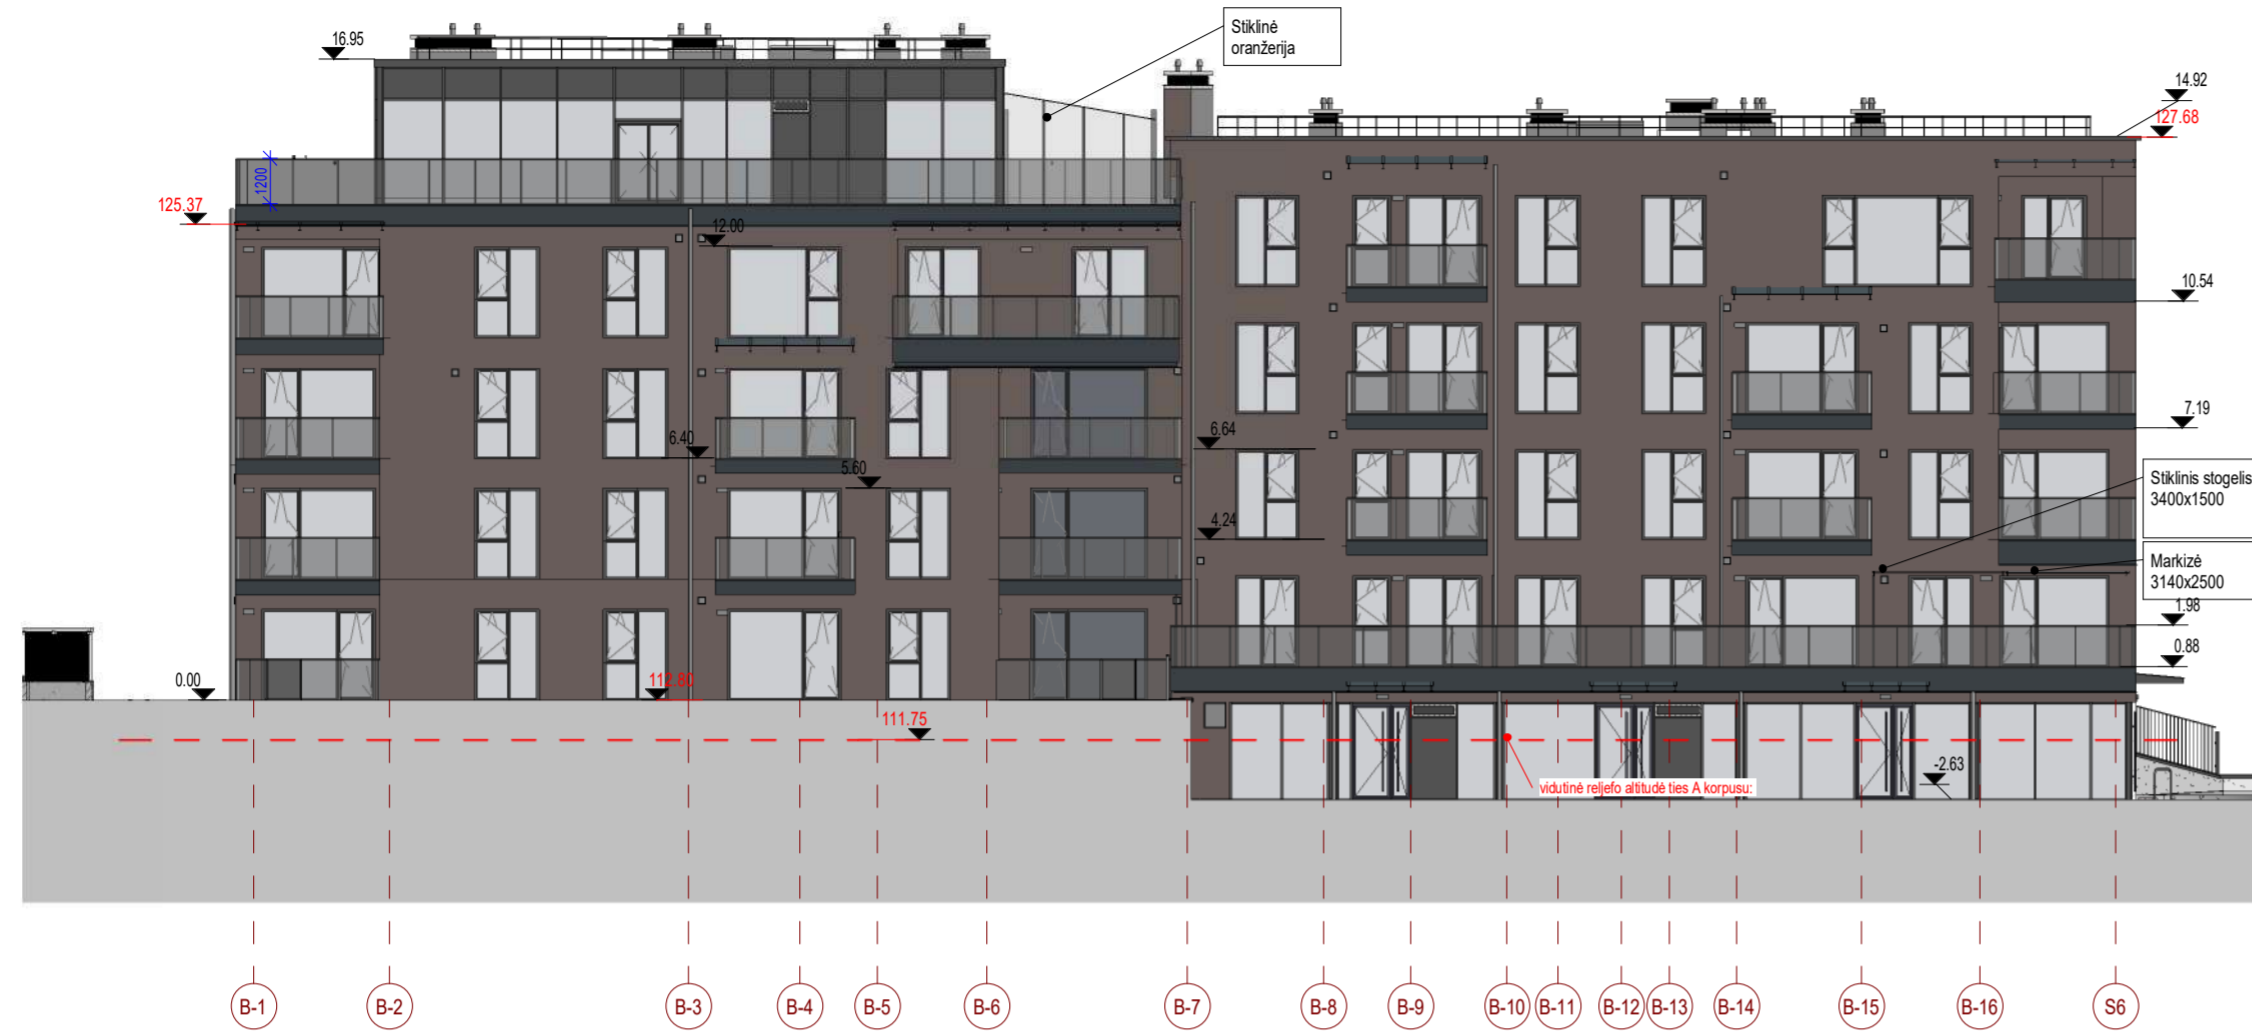 Stiklinė
oranžerija
16.95
14.92
127.68
1200
125.37
12.00
10.54
7.19
6.40
6.64
5.60
Stiklinis stogelis
3400x1500
4.24
Markizė
3140x2500
1.98
0.88
0.00
112.80
111.75
-2.63
vidutinė reljefo altitudė ties A korpusu:
B-1
B-2
B-3
B-4
B-5
B-6
B-7
B-8
B-9
B-10
B-11
B-12
B-13
B-14
B-15
B-16
S6